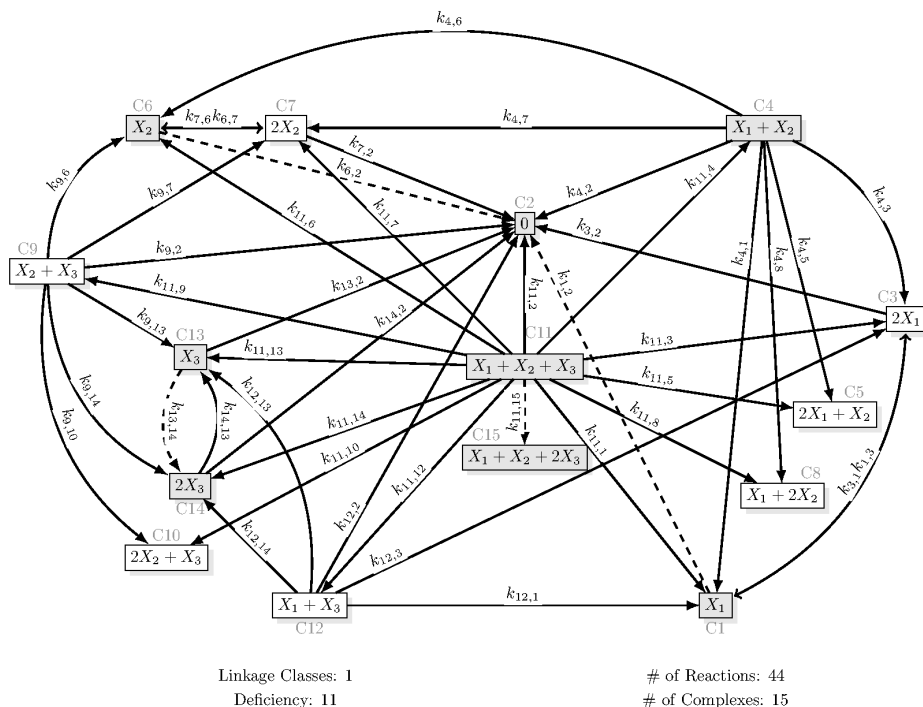 k4,6
C6
C7
C4
X2
k7,6k6,7
2X2
k4,7
X1 + X2
k7,2
k6,2
k9,6
k9,7
k11,6
k11,7
k4,2
k11,4
k4,3
C2
0
k3,2
C9
X2 + X3
k9,2
k11,9
k13,2
k14,2
k11,2
k1,2
k4,1
k4,8
k4,5
C3
2X1
k9,13
C13
X3
k11,13
C11
X1 + X2 + X3
k11,3
k11,5
k9,14
k9,10
k13,14
k14,13
k12,13
k11,14
k11,10
k11,12
k11,15
C15
X1 + X2 + 2X3
k11,1
k11,8
C5
2X1 + X2
C8
X1 + 2X2
k3,1k1,3
2X3
C14
C10
2X2 + X3
k12,14
k12,2
k12,3
X1 + X3
C12
k12,1
X1
C1
Linkage Classes: 1
# of Reactions: 44
Deficiency: 11
# of Complexes: 15